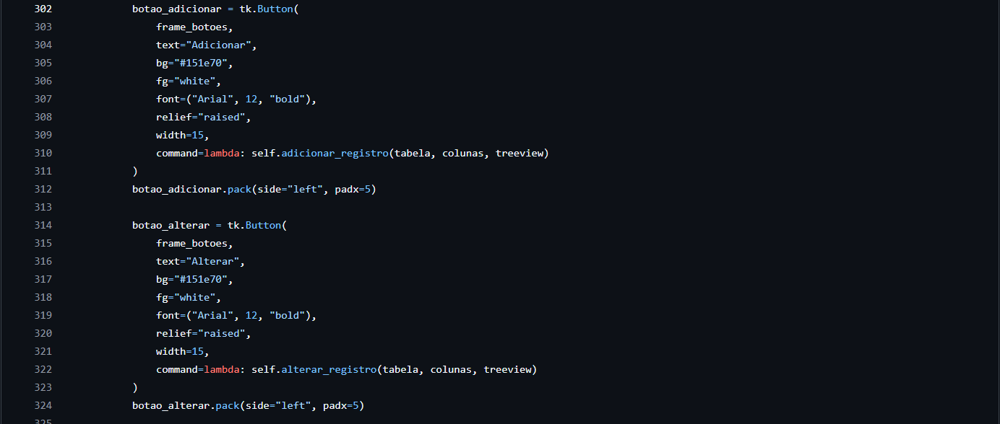 302 botao_adicionar = tk.Button(
303 frame_botoes,
304 text="Adicionar",
305 bg="#151e70",
306 fg="white",
307 font=("Arial", 12, "bold"),
308 relief="raised",
309 width=15,
310 command=lambda: self.adicionar_registro(tabela, colunas, treeview)
311 )
312 botao_adicionar.pack(side="left", padx=5)
313
314 botao_alterar = tk.Button(
315 frame_botoes,
316 text="Alterar",
317 bg="#151e70",
318 fg="white",
319 font=("Arial", 12, "bold"),
320 relief="raised",
321 width=15,
322 command=lambda: self.alterar_registro(tabela, colunas, treeview)
323 )
324 botao_alterar.pack(side="left", padx=5)
325